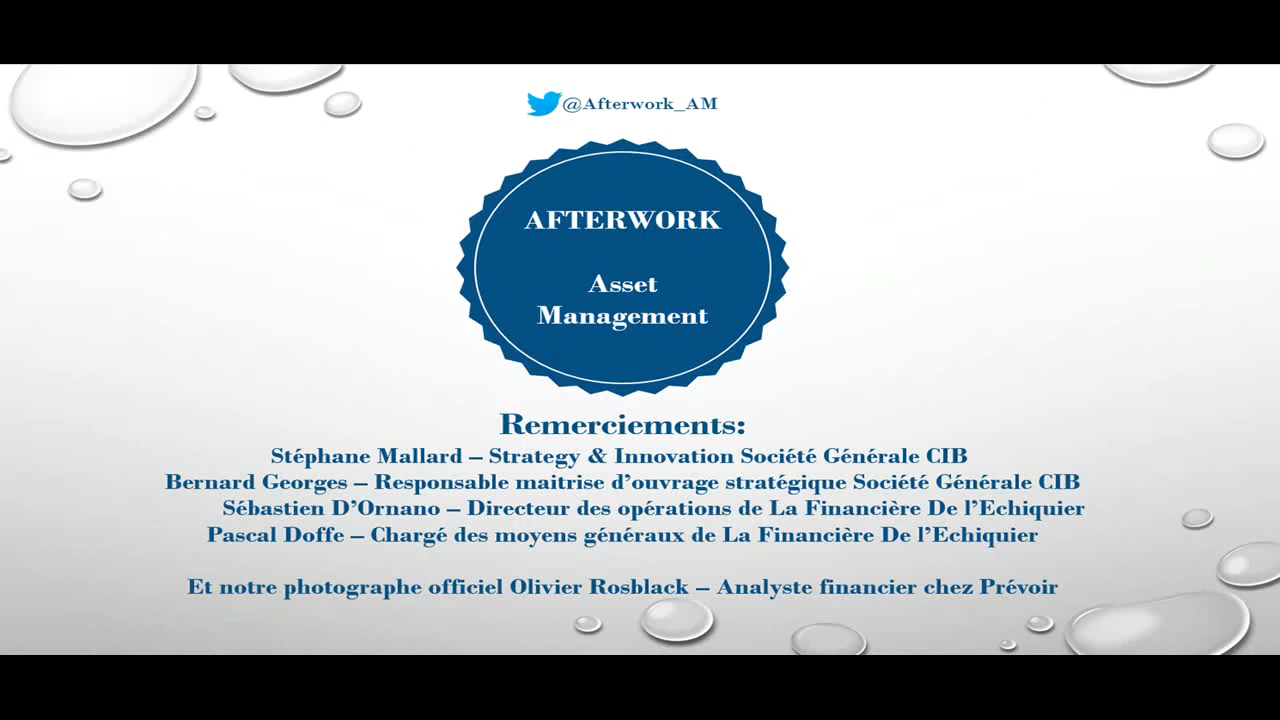 @Afterwork_AM
AFTERWORK
Asset
Management
Remerciements:
Stéphane Mallard – Strategy & Innovation Société Générale CIB
Bernard Georges – Responsable maitrise d’ouvrage stratégique Société Générale CIB
Sébastien D’Ornano – Directeur des opérations de La Financière De l’Echiquier
Pascal Doffe – Chargé des moyens généraux de La Financière De l’Echiquier
Et notre photographe officiel Olivier Rosblack – Analyste financier chez Prévoir